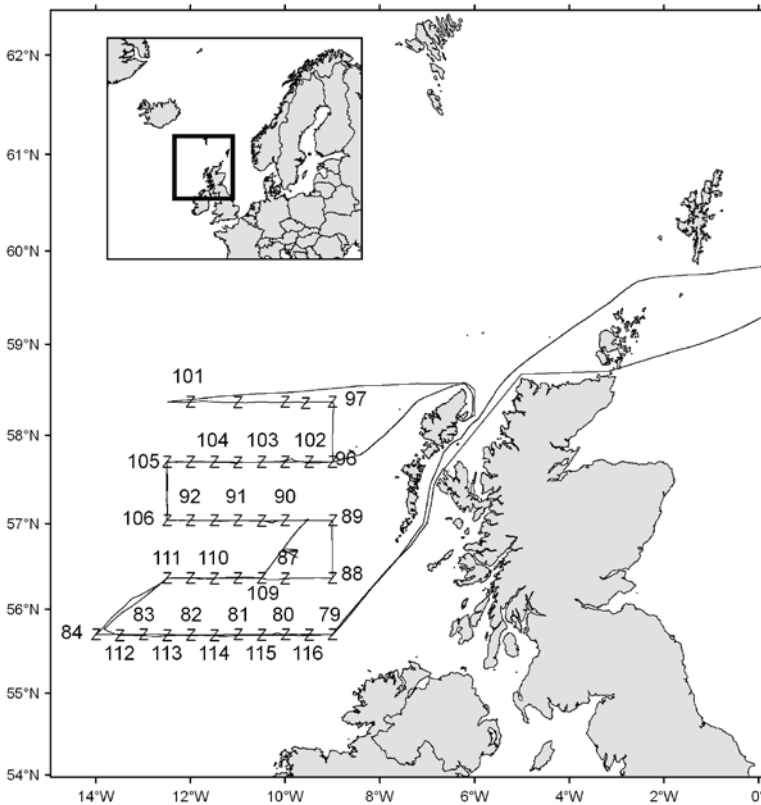 62°N
61°N
60°N
59°N
101
Z Z Z Z Z 97
58°N
104 103 102
105 Z Z Z Z Z Z Z 96
92 91 90
57°N
106 Z Z Z Z Z Z Z 89
111 110 87
Z Z Z Z Z Z Z 88
109
56°N
83 82 81 80 79
84 Z Z Z Z Z Z Z Z Z Z
112 113 114 115 116
55°N
54°N
14°W 12°W 10°W 8°W 6°W 4°W 2°W 0°